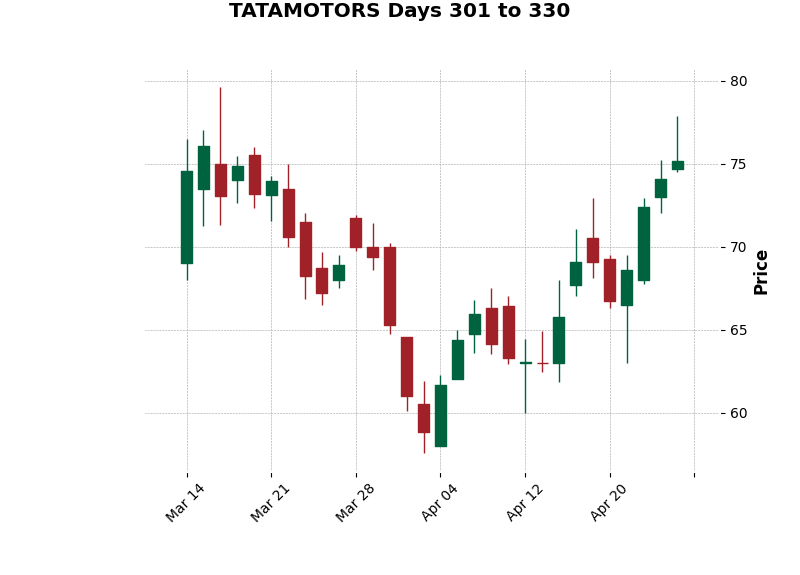 TATAMOTORS Days 301 to 330
80
75
70
65
60
Price
Mar 14
Mar 21
Mar 28
Apr 04
Apr 12
Apr 20